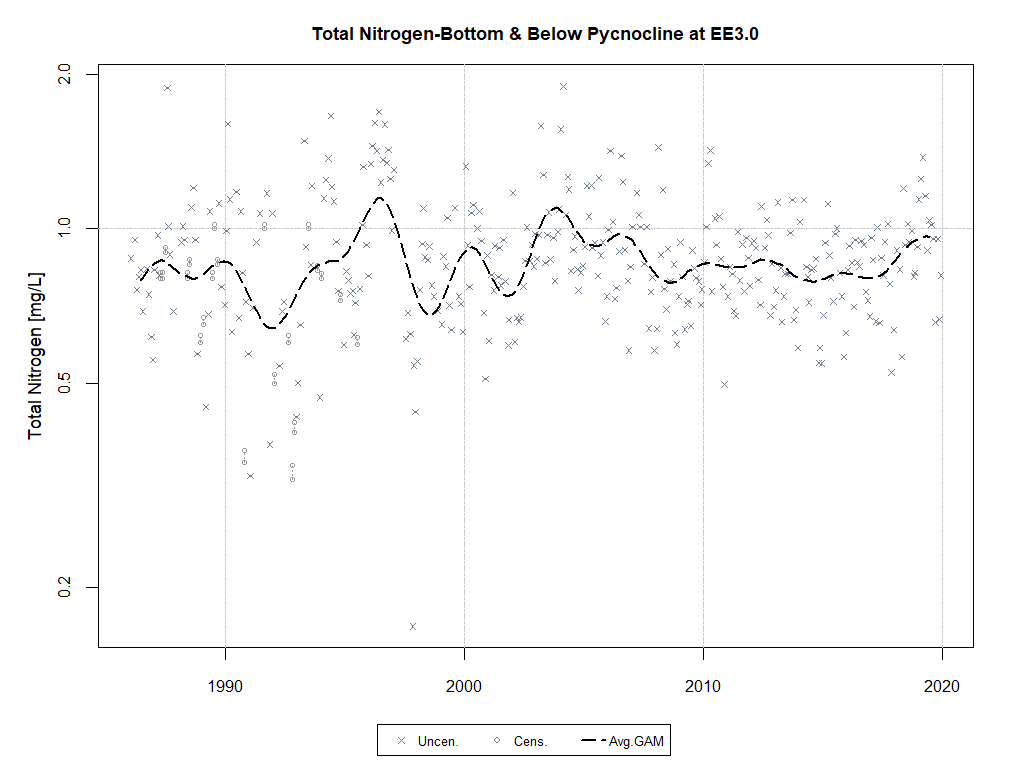 Total Nitrogen-Bottom & Below Pycnocline at EE3.0
Total Nitrogen [mg/L]
2.0
1.0
0.5
0.2
1990 2000 2010 2020
Uncen. Cens. Avg.GAM